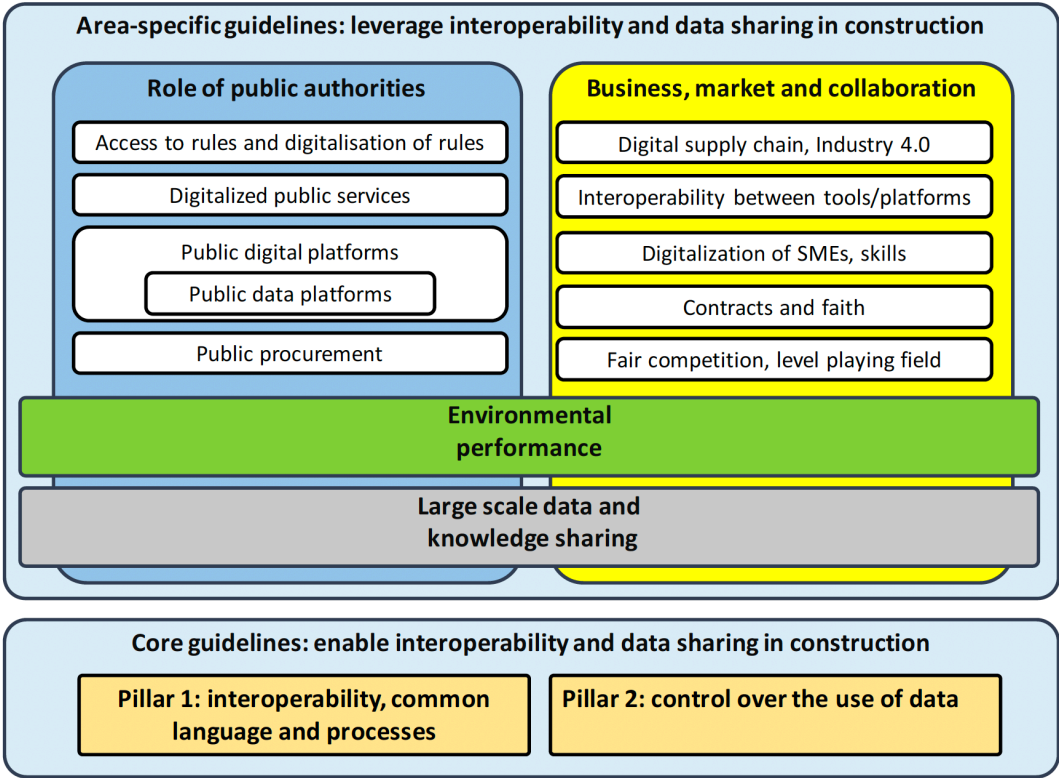 Area-specific guidelines: leverage interoperability and data sharing in construction
Role of public authorities
Access to rules and digitalisation of rules
Digitalized public services
Public digital platforms
Public data platforms
Public procurement
Business, market and collaboration
Digital supply chain, Industry 4.0
Interoperability between tools/platforms
Digitalization of SMEs, skills
Contracts and faith
Fair competition, level playing field
Environmental
performance
Large scale data and
knowledge sharing
Core guidelines: enable interoperability and data sharing in construction
Pillar 1: interoperability, common
language and processes
Pillar 2: control over the use of data